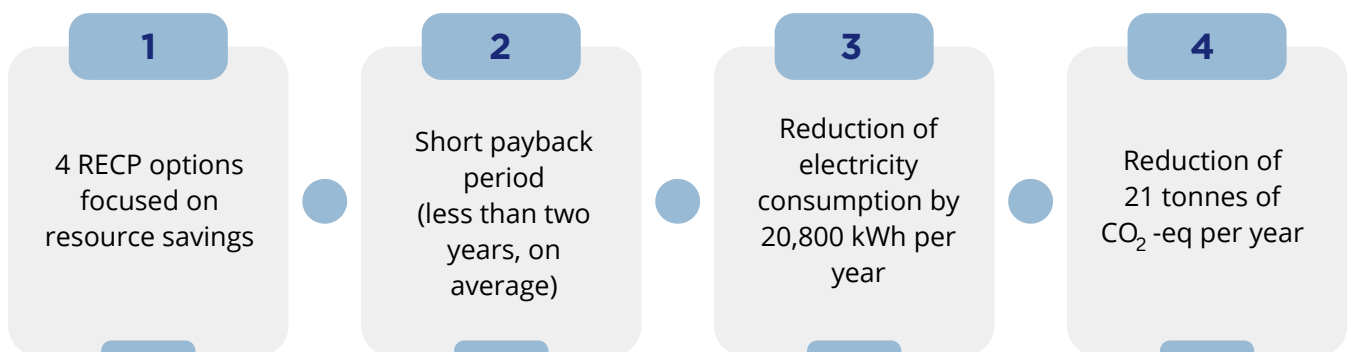 1
4 RECP options
focused on
resource savings
2
Short payback
period
(less than two
years, on
average)
3
Reduction of
electricity
consumption by
20,800 kWh per
year
4
Reduction of
21 tonnes of
CO₂ -eq per year